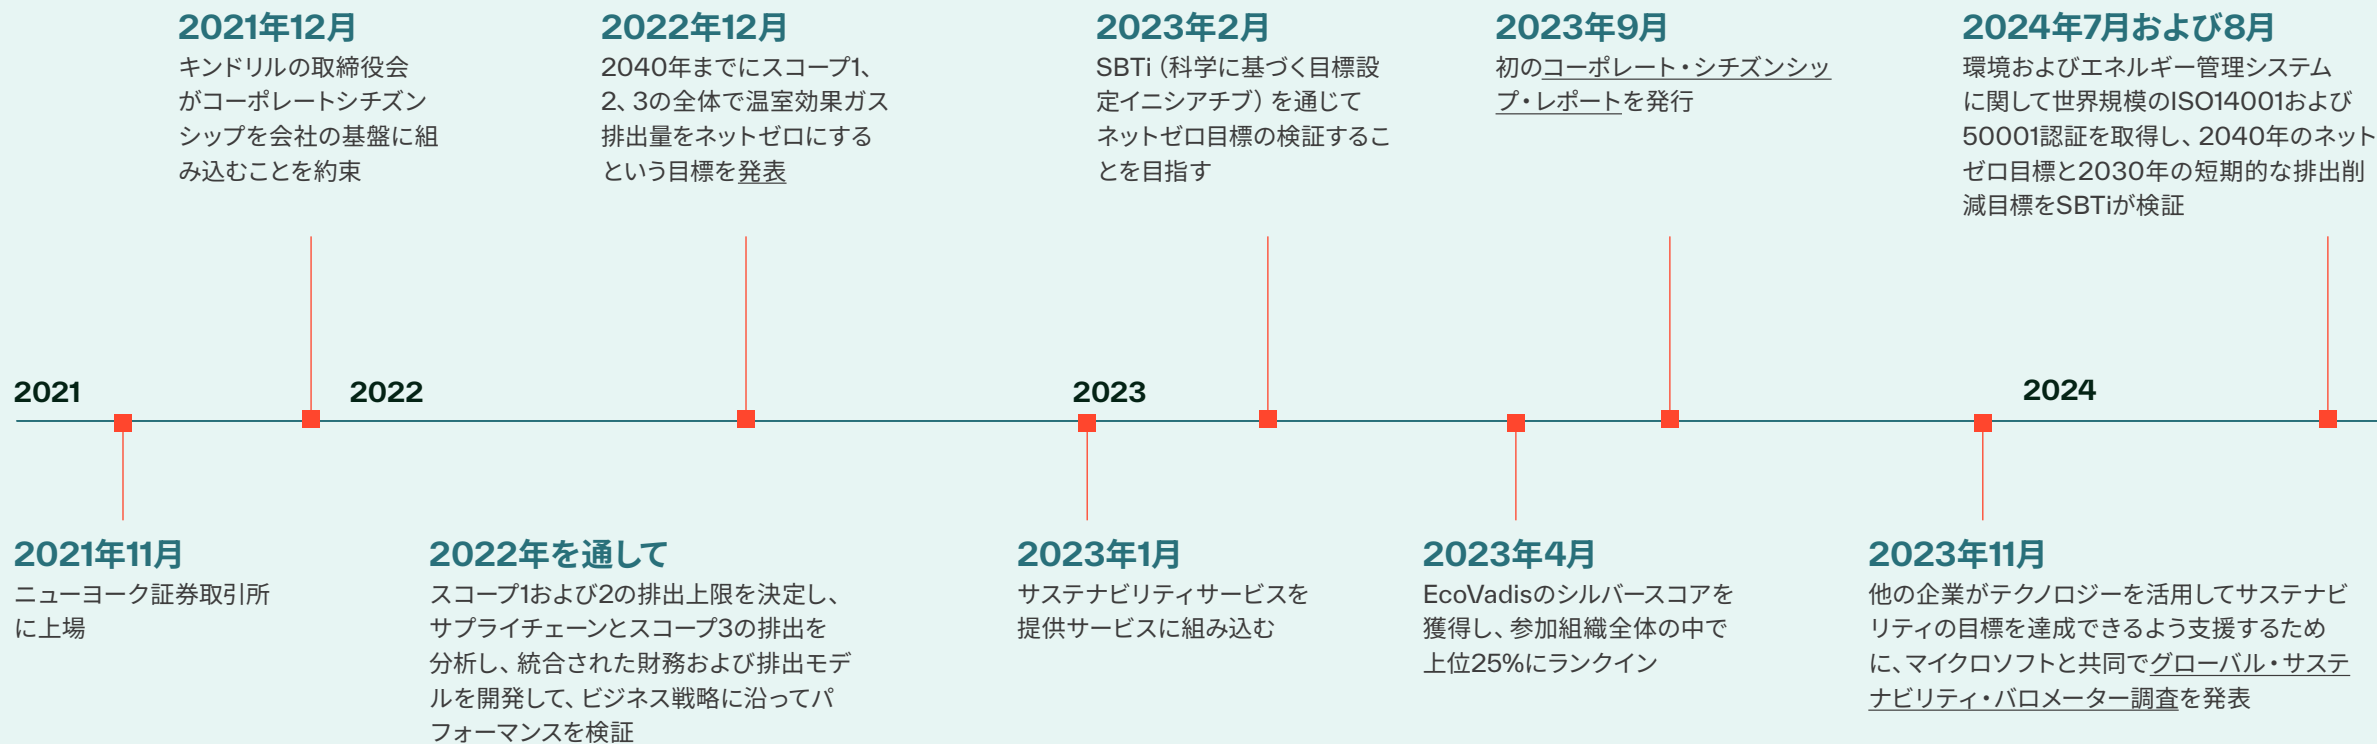 2021年12月
キンドリルの取締役会
がコーポレートシチズン
シップを会社の基盤に組
み込むことを約束
2022年12月
2040年までにスコープ1、
2、3の全体で温室効果ガス
排出量をネットゼロにする
という目標を発表
2023年2月
SBTi（科学に基づく目標設
定イニシアチブ）を通じて
ネットゼロ目標の検証するこ
とを目指す
2023年9月
初のコーポレート・シチズンシッ
プ・レポートを発行
2024年7月および8月
環境およびエネルギー管理システム
に関して世界規模のISO14001および
50001認証を取得し、2040年のネット
ゼロ目標と2030年の短期的な排出削
減目標をSBTiが検証
2021
2022
2023
2024
2021年11月
ニューヨーク証券取引所
に上場
2022年を通して
スコープ1および2の排出上限を決定し、
サプライチェーンとスコープ3の排出を
分析し、統合された財務および排出モデ
ルを開発して、ビジネス戦略に沿ってパ
フォーマンスを検証
2023年1月
サステナビリティサービスを
提供サービスに組み込む
2023年4月
EcoVadisのシルバースコアを
獲得し、参加組織全体の中で
上位25%にランクイン
2023年11月
他の企業がテクノロジーを活用してサステナビ
リティの目標を達成できるよう支援するため
に、マイクロソフトと共同でグローバル・サステ
ナビリティ・バロメーター調査を発表